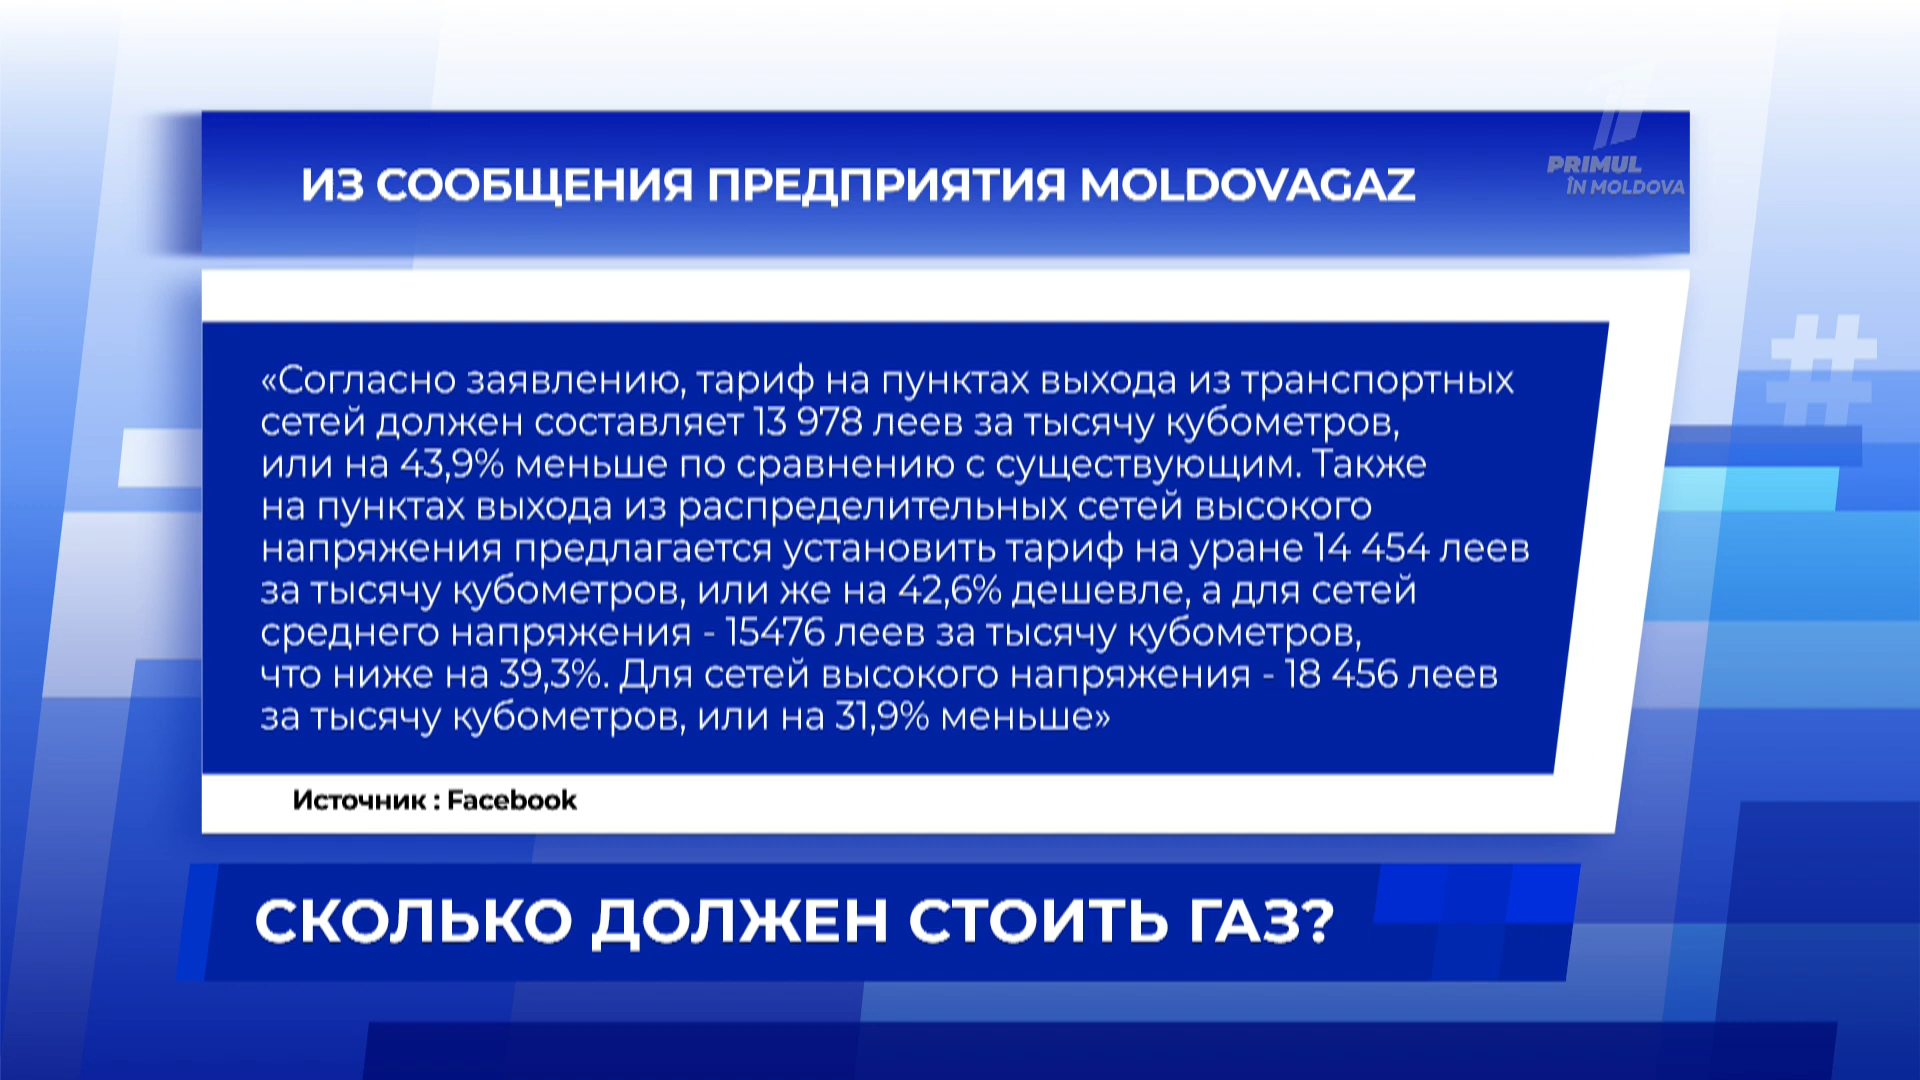 PRIMUL
ÎN MOLDOVA
ИЗ СООБЩЕНИЯ ПРЕДПРИЯТИЯ MOLDOVAGAZ
«Согласно заявлению, тариф на пунктах выхода из транспортных
сетей должен составляет 13 978 леев за тысячу кубометров,
или на 43,9% меньше по сравнению с существующим. Также
на пунктах выхода из распределительных сетей высокого
напряжения предлагается установить тариф на уране 14 454 леев
за тысячу кубометров, или же на 42,6% дешевле, а для сетей
среднего напряжения - 15476 леев за тысячу кубометров,
что ниже на 39,3%. Для сетей высокого напряжения - 18 456 леев
за тысячу кубометров, или на 31,9% меньше»
Источник : Facebook
#
СКОЛЬКО ДОЛЖЕН СТОИТЬ ГАЗ?